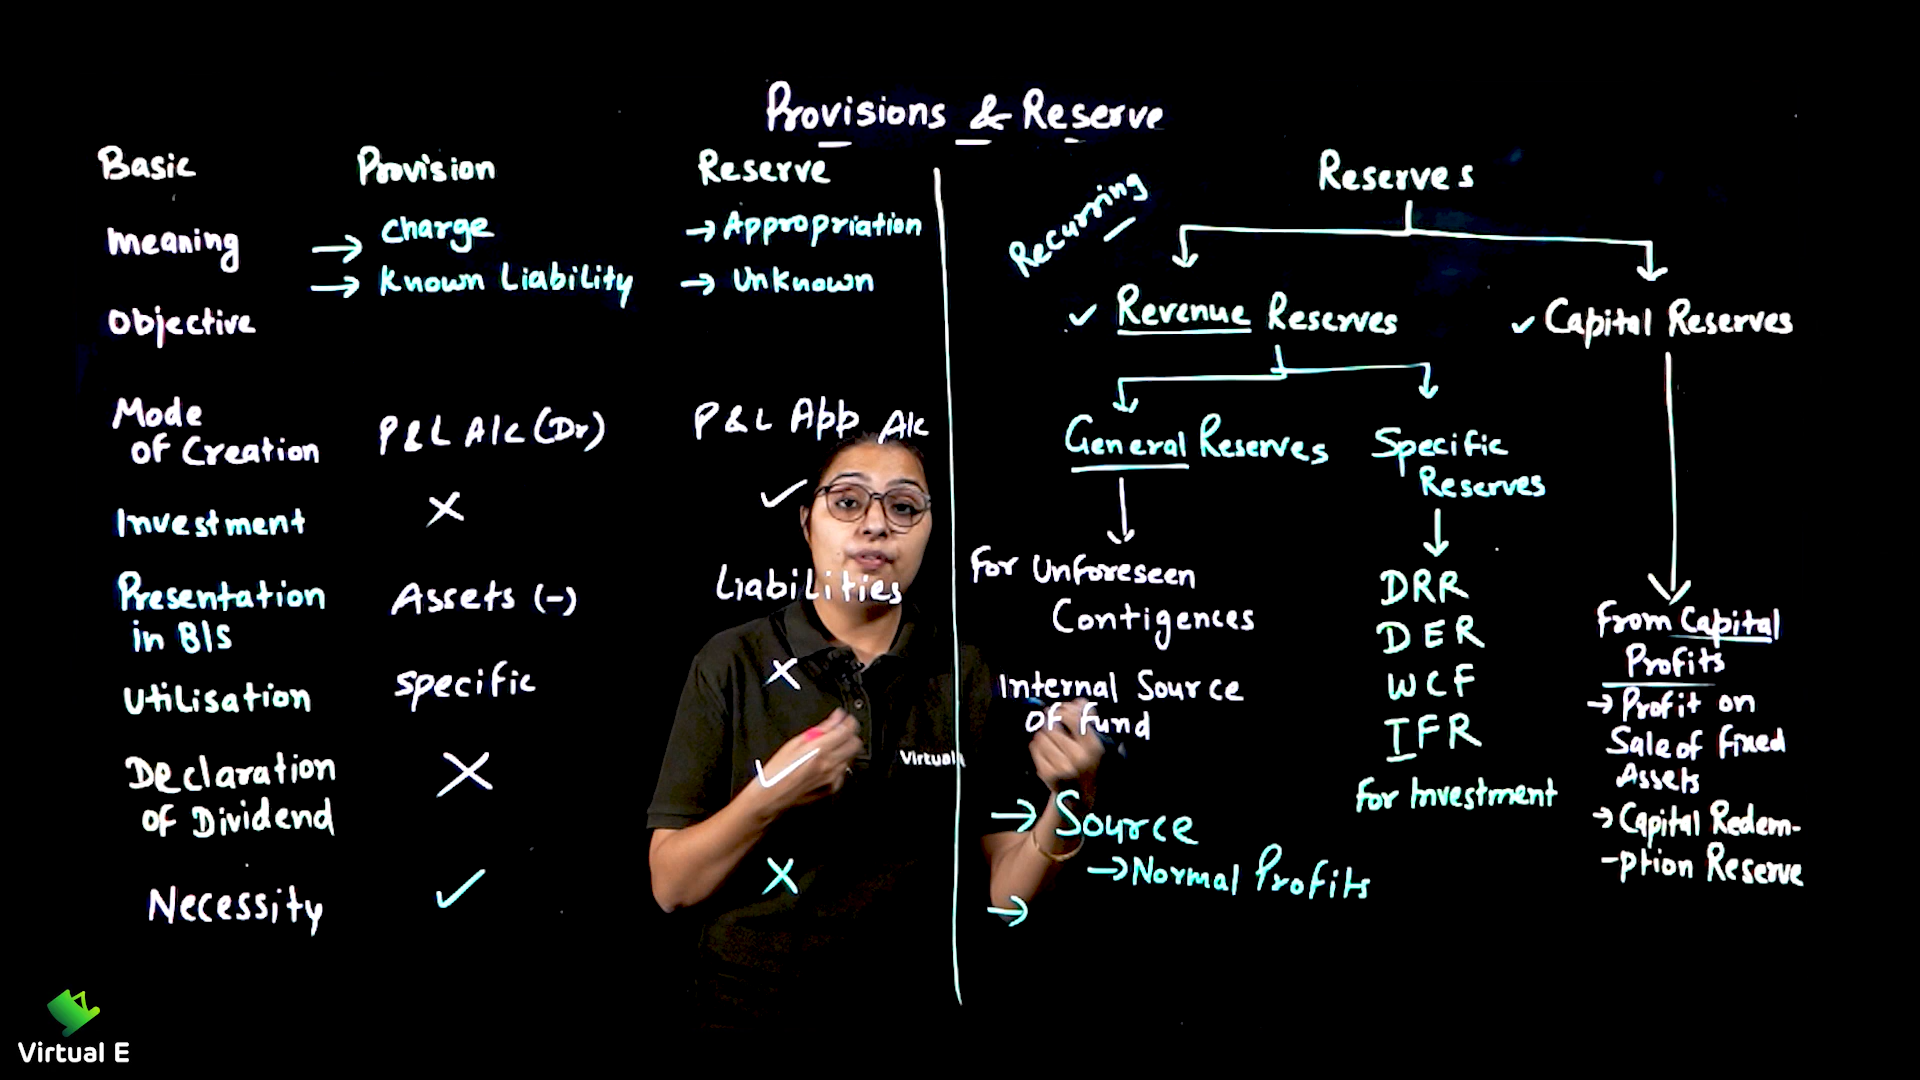 Provisions & Reserve
Basic Provision Reserve
Meaning → Charge → Appropriation
→ Known Liability → Unknown
Objective
Mode of Creation P&L A/c (Dr) P & L App A/c
Investment X ✓
Presentation in B/S Assets (-) Liabilities
Utilisation Specific X
Declaration of Dividend X ✓
Necessity ✓ X
Reserves
Recurring
✓ Revenue Reserves
✓ Capital Reserves
General Reserves
Specific
Reserves
For Unforeseen
Contigences
Internal Source
of fund
→ Source
→ Normal Profits
→
DRR
DER
WCF
IFR
For Investment
From Capital
Profits
→ Profit on
Sale of Fixed
Assets
→ Capital Redem-
-ption Reserve
Virtual
Virtual E